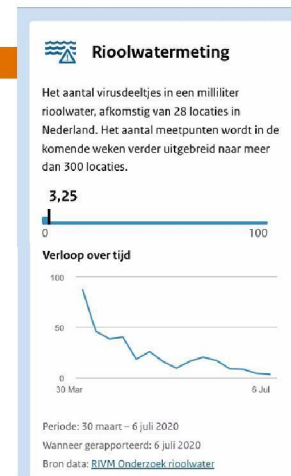 Rioolwatermeting
Het aantal virusdeeltjes in een milliliter
rioolwater, afkomstig van 28 locaties in
Nederland. Het aantal meetpunten wordt in de
komende weken verder uitgebreid naar meer
dan 300 locaties.
3,25
0 100
Verloop over tijd
100
50
0
30 Mar 6 Jul
Periode: 30 maart – 6 juli 2020
Wanneer gerapporteerd: 6 juli 2020
Bron data: RIVM Onderzoek rioolwater